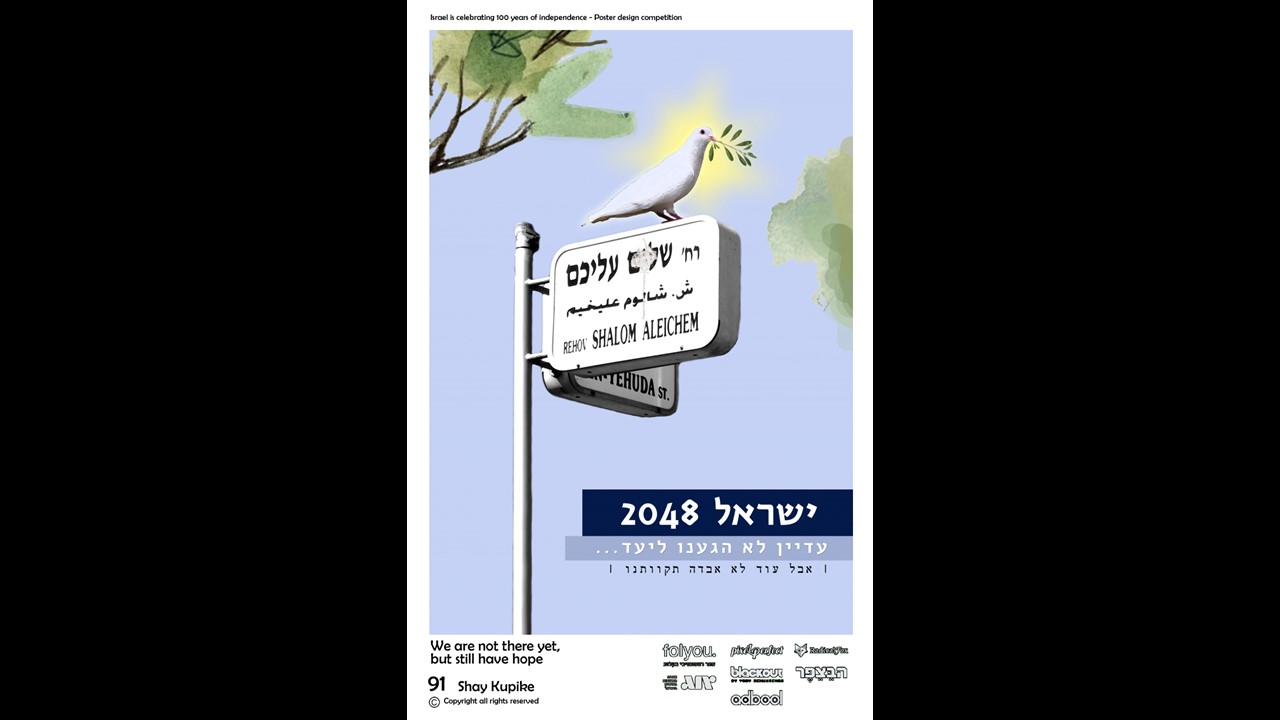 Israel is celebrating 100 years of independence - Poster design competition
רח' שלום עליכם
ش. شالوم عليخيم
REHOV SHALOM ALEICHEM
YEHUDA ST.
ישראל 2048
עדיין לא הגענו ליעד...
| אבל עוד לא אבדה תקוותנו |
We are not there yet,
but still have hope
91 Shay Kupike
© Copyright all rights reserved
folyou.
pixel perfect
RadicalFox
blackout
הבצפר
adbool